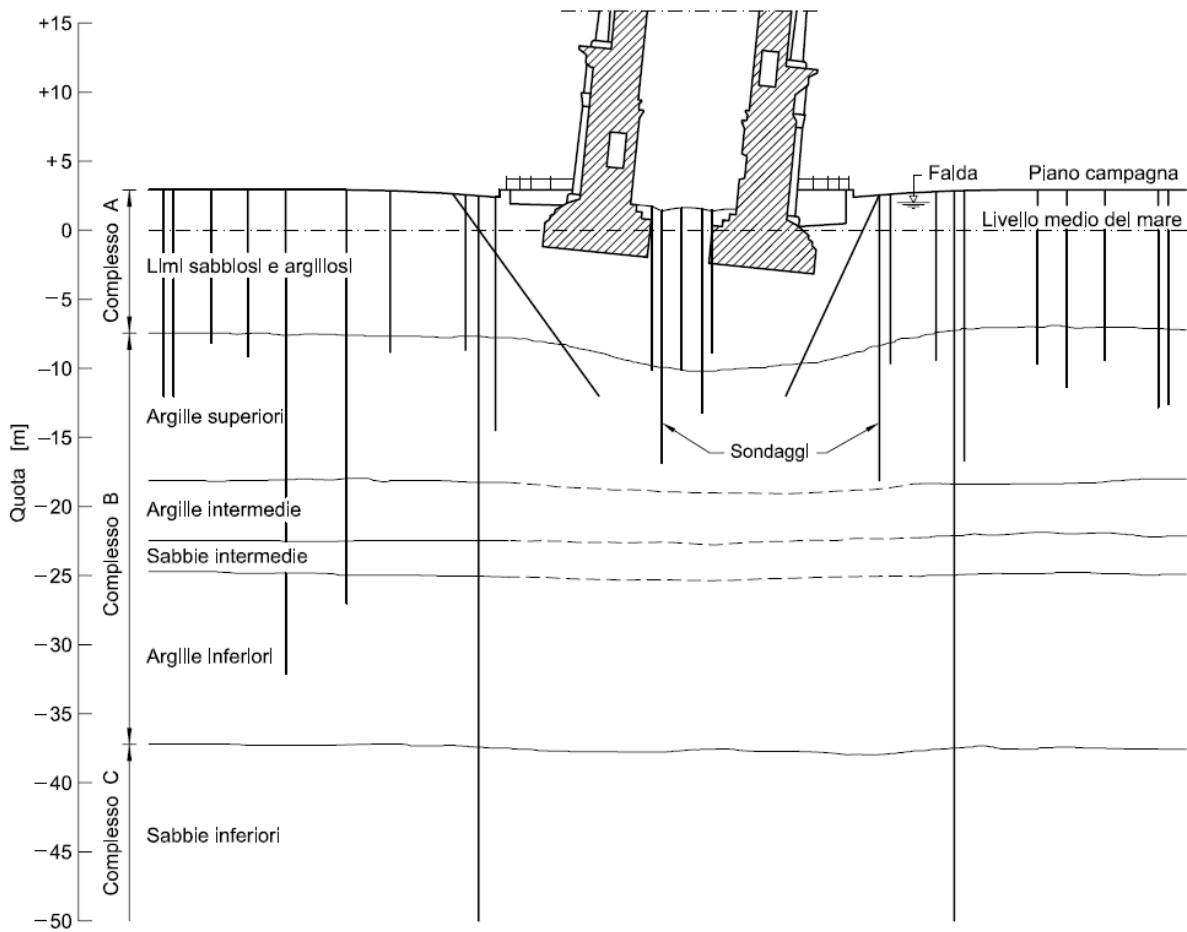 +15
+10
+5
0
−5
−10
−15
−20
−25
−30
−35
−40
−45
−50
Quota [m]
Complesso A
Complesso B
Complesso C
Falda
Piano campagna
Livello medio del mare
Limi sabbiosi e argillosi
Argille superiori
Sondaggi
Argille intermedie
Sabbie intermedie
Argille inferiori
Sabbie inferiori